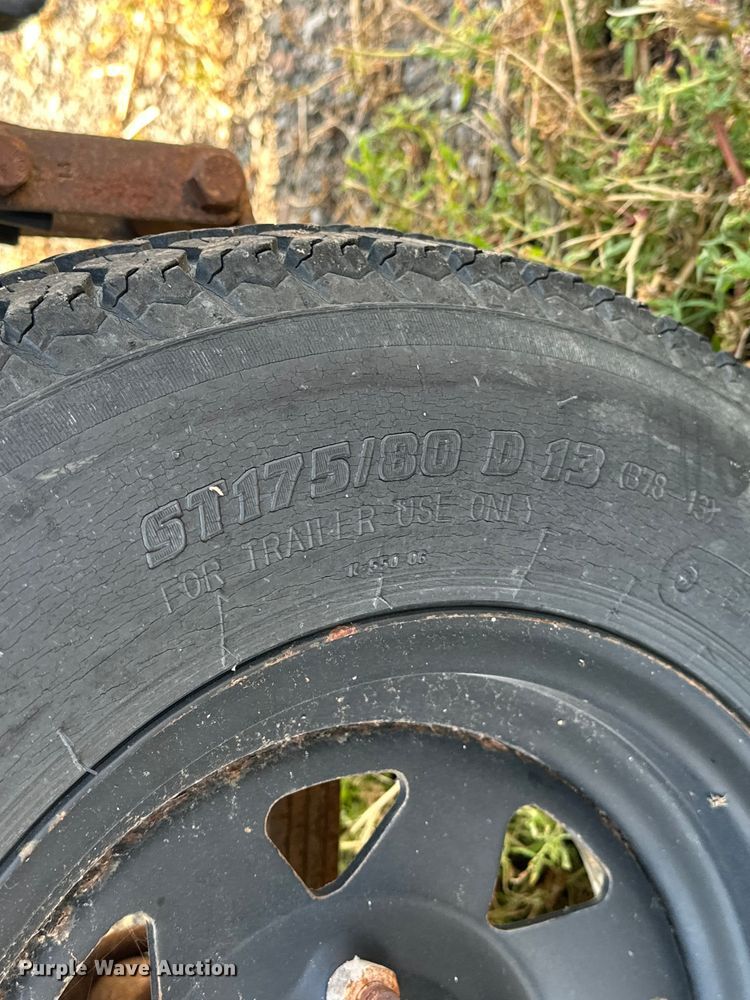 ST175/80 D 13 (B78-13)
FOR TRAILER USE ONLY
Purple Wave Auction